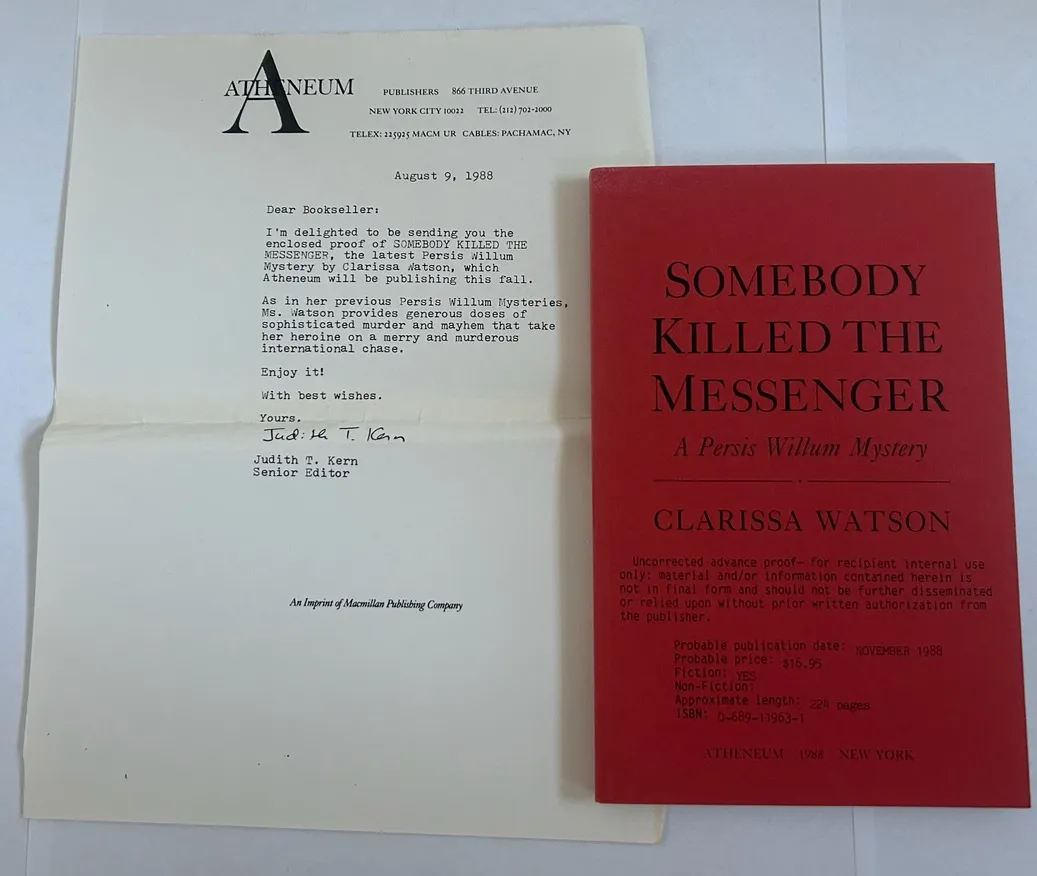 ATHENEUM
PUBLISHERS 866 THIRD AVENUE
NEW YORK CITY 10022 TEL: (212) 702-2000
TELEX: 225925 MACM UR CABLES: PACHAMAC, NY
August 9, 1988
Dear Bookseller:
I'm delighted to be sending you the
enclosed proof of SOMEBODY KILLED THE
MESSENGER, the latest Persis Willum
Mystery by Clarissa Watson, which
Atheneum will be publishing this fall.
As in her previous Persis Willum Mysteries,
Ms. Watson provides generous doses of
sophisticated murder and mayhem that take
her heroine on a merry and murderous
international chase.
Enjoy it!
With best wishes.
Yours.
Judith T. Kern
Judith T. Kern
Senior Editor
An Imprint of Macmillan Publishing Company
SOMEBODY
KILLED THE
MESSENGER
A Persis Willum Mystery
CLARISSA WATSON
Uncorrected advance proof- for recipient internal use
only: material and/or information contained herein is
not in final form and should not be further disseminated
or relied upon without prior written authorization from
the publisher.
Probable publication date: NOVEMBER 1988
Probable price: $16.95
Fiction: YES
Non-Fiction:
Approximate length: 224 pages
ISBN: 0-689-11963-1
ATHENEUM 1988 NEW YORK